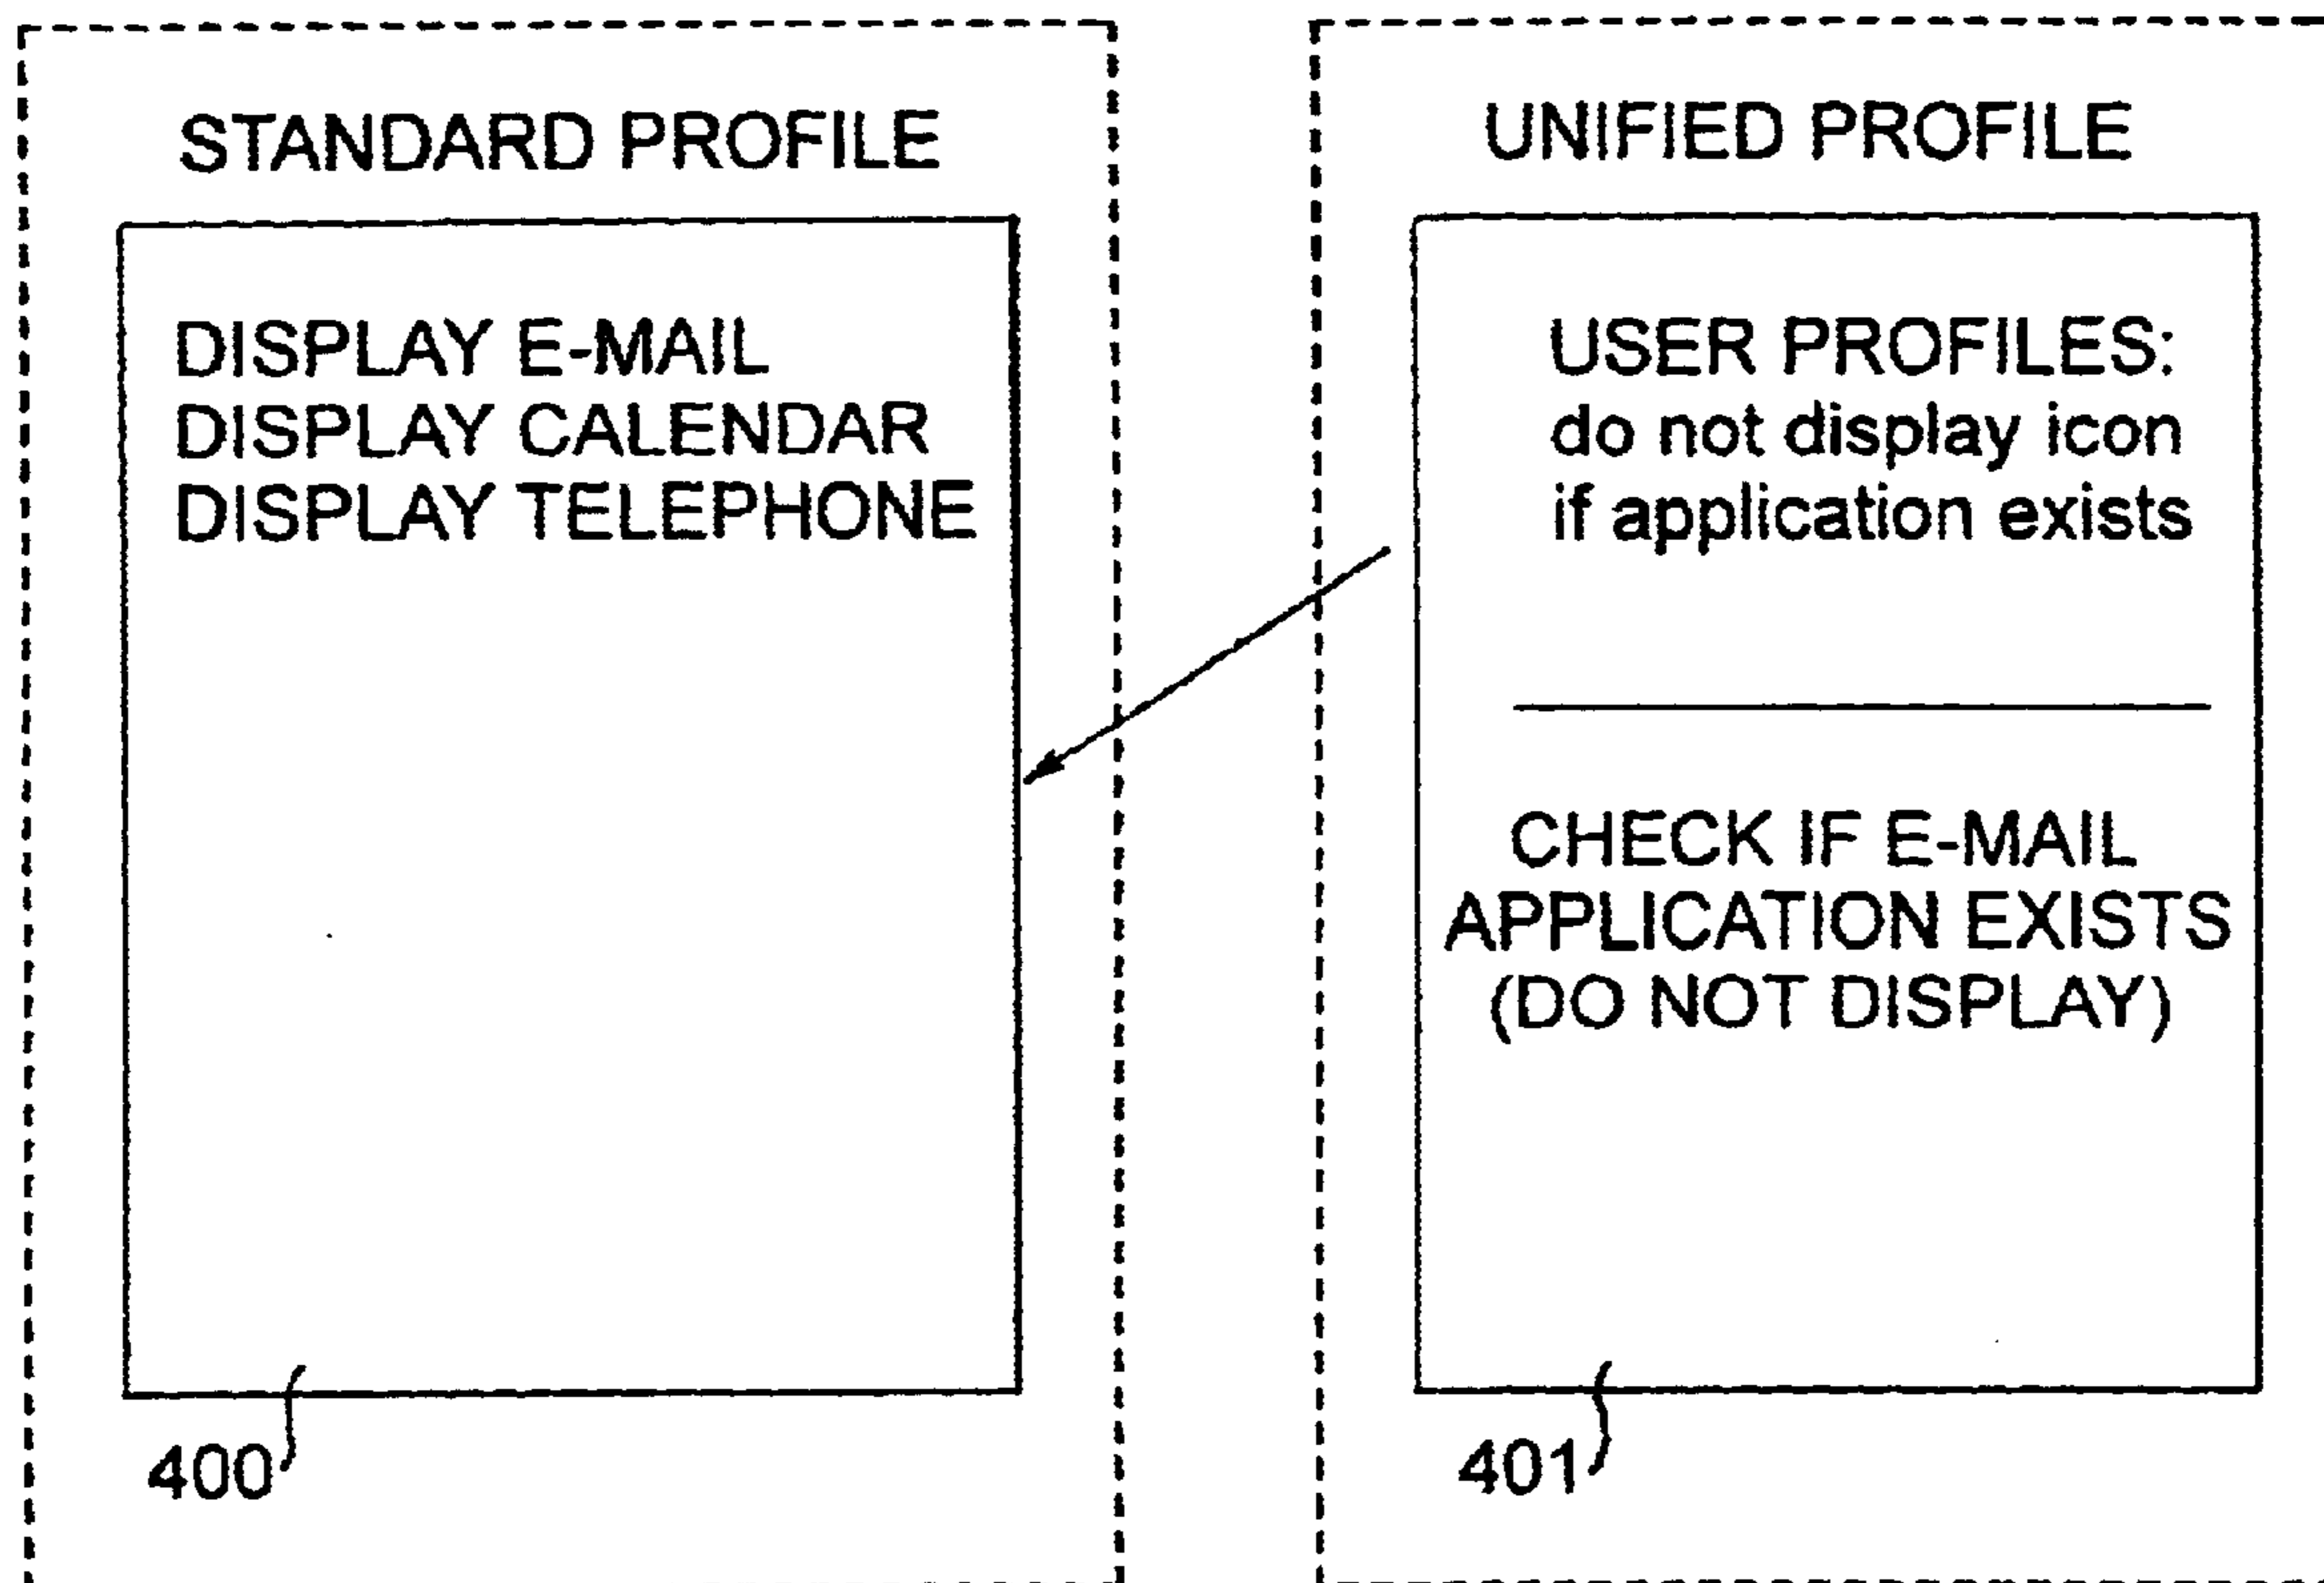 STANDARD PROFILE
DISPLAY E-MAIL
DISPLAY CALENDAR
DISPLAY TELEPHONE
400
UNIFIED PROFILE
USER PROFILES:
do not display icon
if application exists
CHECK IF E-MAIL
APPLICATION EXISTS
(DO NOT DISPLAY)
401